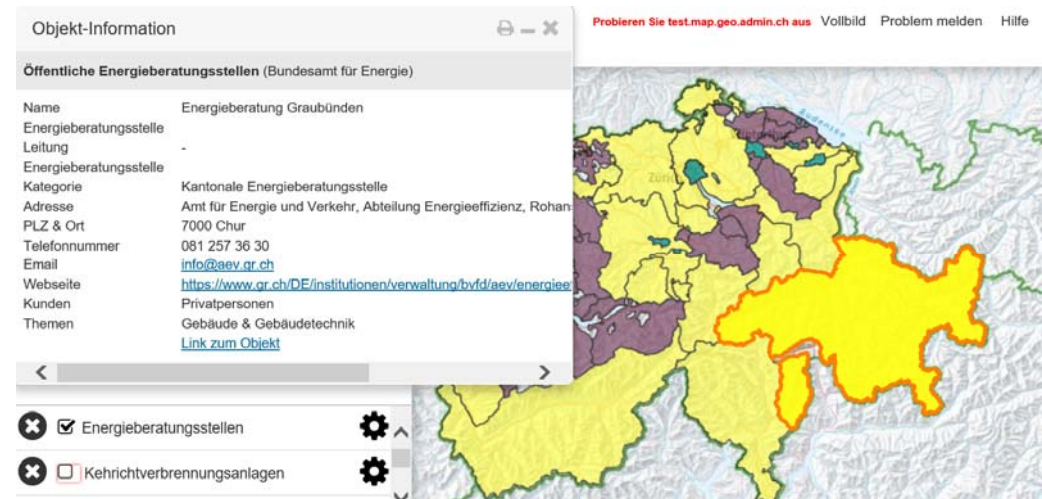 Objekt-Information
Probieren Sie test.map.geo.admin.ch aus Vollbild Problem melden Hilfe
Öffentliche Energieberatungsstellen (Bundesamt für Energie)
Name Energieberatung Graubünden
Energieberatungsstelle
Leitung -
Energieberatungsstelle
Kategorie Kantonale Energieberatungsstelle
Adresse Amt für Energie und Verkehr, Abteilung Energieeffizienz, Rohan
PLZ & Ort 7000 Chur
Telefonnummer 081 257 36 30
Email info@aev.gr.ch
Webseite https://www.gr.ch/DE/institutionen/verwaltung/bvfd/aev/energiee
Kunden Privatpersonen
Themen Gebäude & Gebäudetechnik
Link zum Objekt
Energieberatungsstellen
Kehrichtverbrennungsanlagen
Bodensee